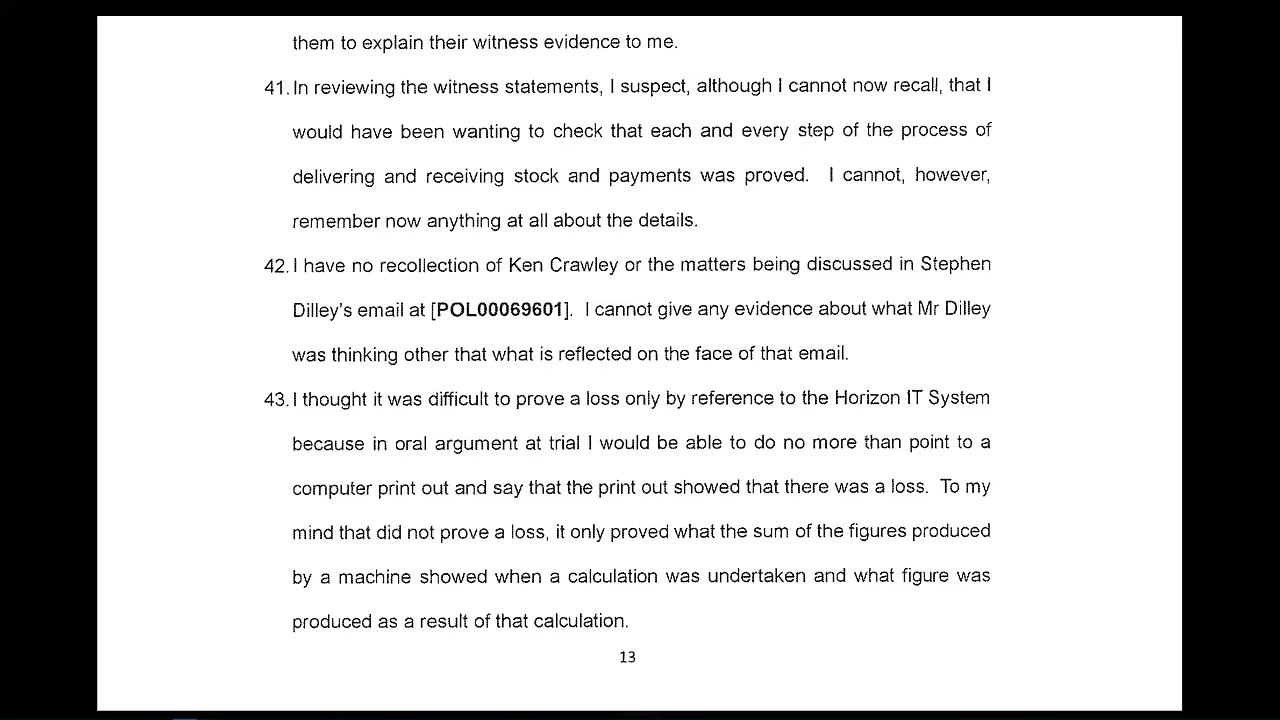 them to explain their witness evidence to me.
41. In reviewing the witness statements, I suspect, although I cannot now recall, that I
would have been wanting to check that each and every step of the process of
delivering and receiving stock and payments was proved. I cannot, however,
remember now anything at all about the details.
42. I have no recollection of Ken Crawley or the matters being discussed in Stephen
Dilley's email at [POL00069601]. I cannot give any evidence about what Mr Dilley
was thinking other that what is reflected on the face of that email.
43. I thought it was difficult to prove a loss only by reference to the Horizon IT System
because in oral argument at trial I would be able to do no more than point to a
computer print out and say that the print out showed that there was a loss. To my
mind that did not prove a loss, it only proved what the sum of the figures produced
by a machine showed when a calculation was undertaken and what figure was
produced as a result of that calculation.
13